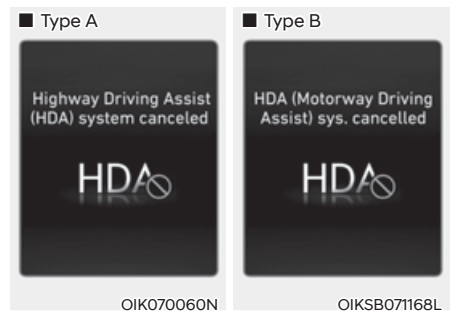 ■ Type A
Highway Driving Assist
(HDA) system canceled
HDA
OIK070060N
■ Type B
HDA (Motorway Driving
Assist) sys. cancelled
HDA
OIKSB071168L